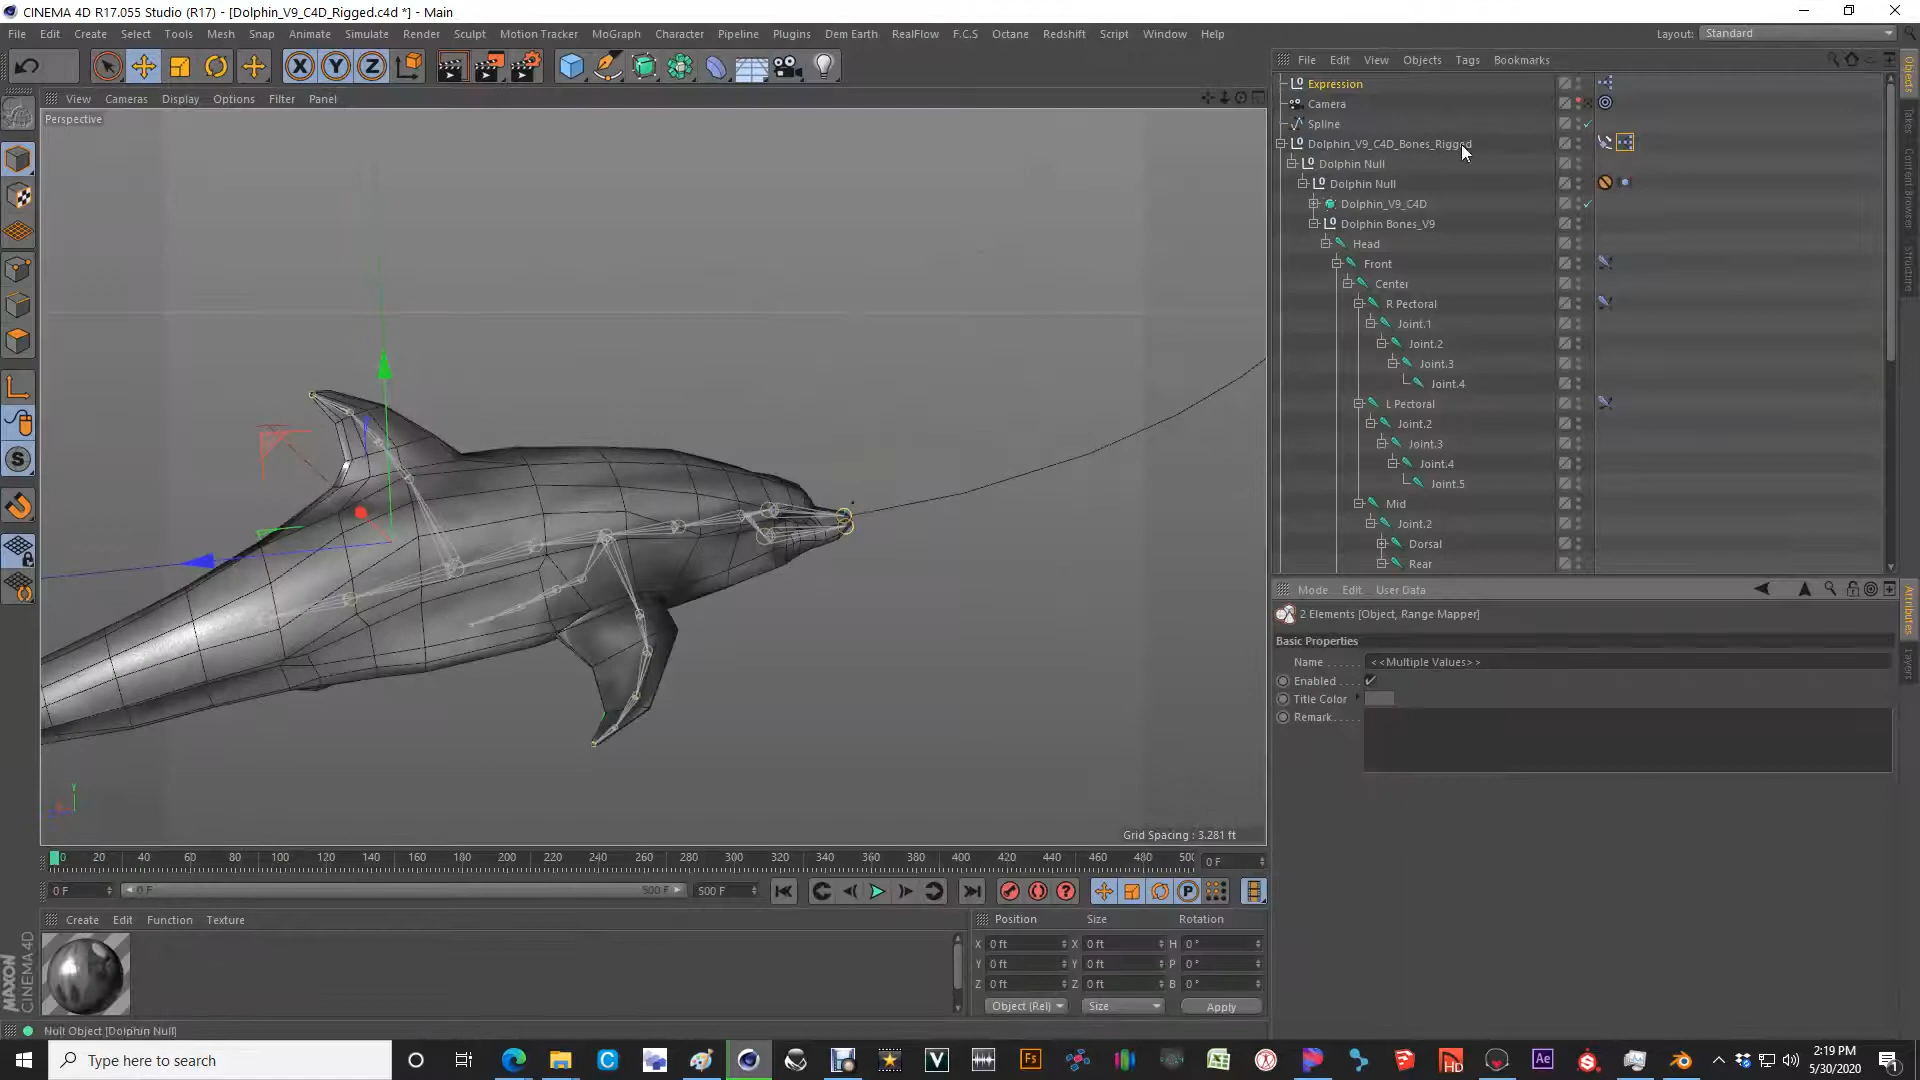 CINEMA 4D R17.055 Studio (R17) - [Dolphin_V9_C4D_Rigged.c4d *] - Main
File Edit Create Select Tools Mesh Snap Animate Simulate Render Sculpt Motion Tracker MoGraph Character Pipeline Plugins Dem Earth RealFlow F.C.S Octane Redshift Script Window Help
Layout: Standard
View Cameras Display Options Filter Panel
Perspective
File Edit View Objects Tags Bookmarks
Expression
Camera
Spline
Dolphin_V9_C4D_Bones_Rigged
Dolphin Null
Dolphin Null
Dolphin_V9_C4D
Dolphin Bones_V9
Head
Front
Center
R Pectoral
Joint.1
Joint.2
Joint.3
Joint.4
L Pectoral
Joint.2
Joint.3
Joint.4
Joint.5
Mid
Joint.2
Dorsal
Rear
Objects
Takes
Content Browser
Structure
Mode Edit User Data
2 Elements [Object, Range Mapper]
Basic Properties
Name . . . . . . <<Multiple Values>>
Enabled
Title Color
Remark
Attributes
Layers
Grid Spacing : 3.281 ft
0 20 40 60 80 100 120 140 160 180 200 220 240 260 280 300 320 340 360 380 400 420 440 460 480 500
0 F
0 F 0 F 500 F 500 F
Create Edit Function Texture
Position Size Rotation
X 0 ft X 0 ft H 0 °
Y 0 ft Y 0 ft P 0 °
Z 0 ft Z 0 ft B 0 °
Object (Rel) Size Apply
MAXON
CINEMA 4D
Null Object [Dolphin Null]
Type here to search
2:19 PM
5/30/2020